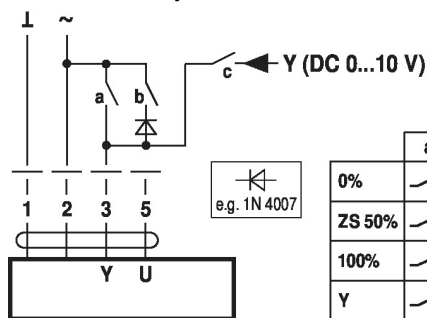 ⊥ ~
a b c Y (DC 0...10 V)
e.g. 1N 4007
1 2 3 5
Y U
a
0%
ZS 50%
100%
Y